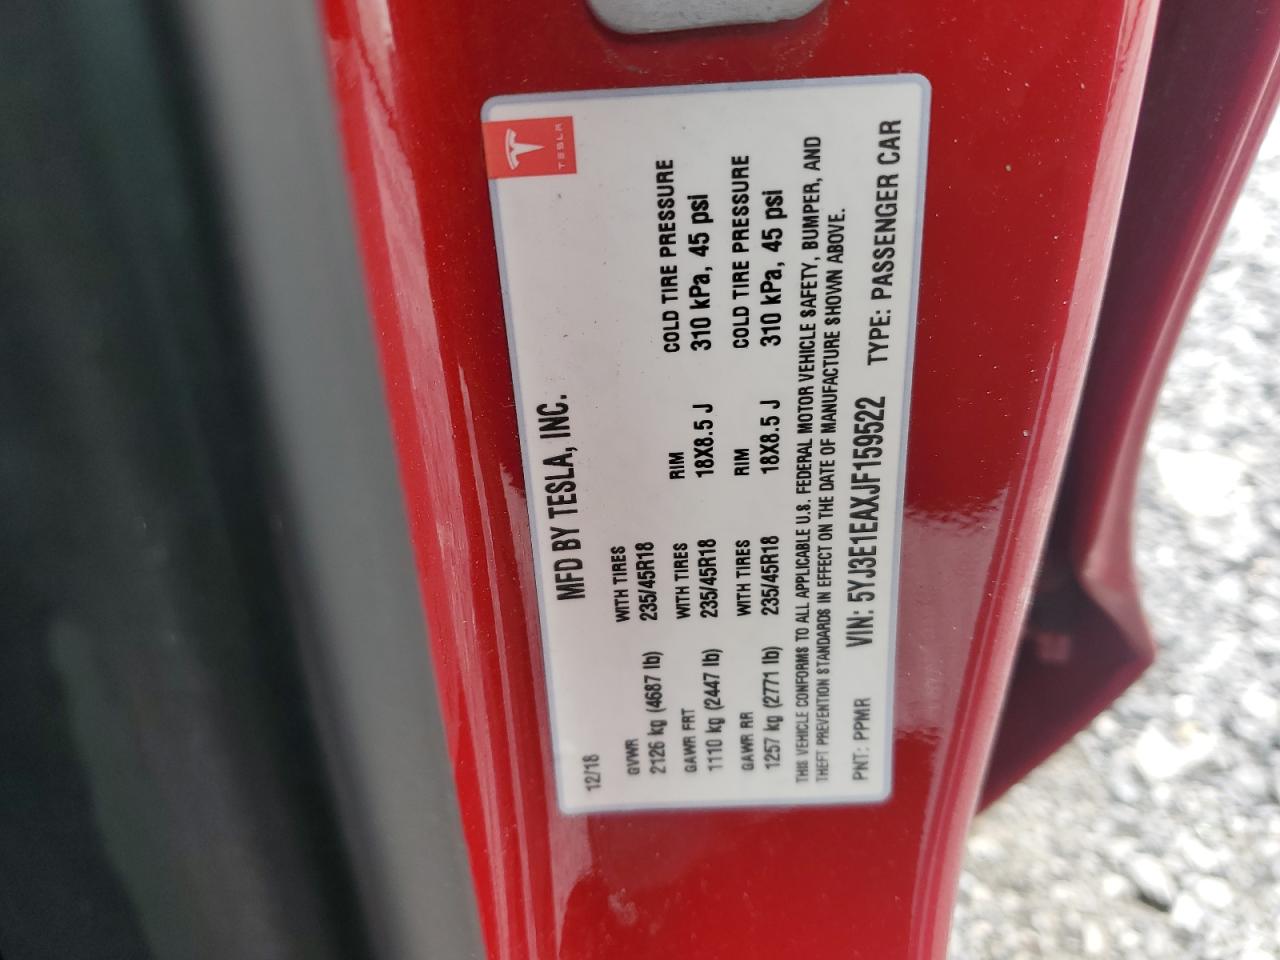 TESLA
MFD BY TESLA, INC.
12/18
GVWR WITH TIRES
2126 kg (4687 lb) 235/45R18
GAWR FRT WITH TIRES RIM COLD TIRE PRESSURE
1110 kg (2447 lb) 235/45R18 18X8.5 J 310 kPa, 45 psi
GAWR RR WITH TIRES RIM COLD TIRE PRESSURE
1257 kg (2771 lb) 235/45R18 18X8.5 J 310 kPa, 45 psi
THIS VEHICLE CONFORMS TO ALL APPLICABLE U.S. FEDERAL MOTOR VEHICLE SAFETY, BUMPER, AND
THEFT PREVENTION STANDARDS IN EFFECT ON THE DATE OF MANUFACTURE SHOWN ABOVE.
PNT: PPMR VIN: 5YJ3E1EAXJF159522 TYPE: PASSENGER CAR